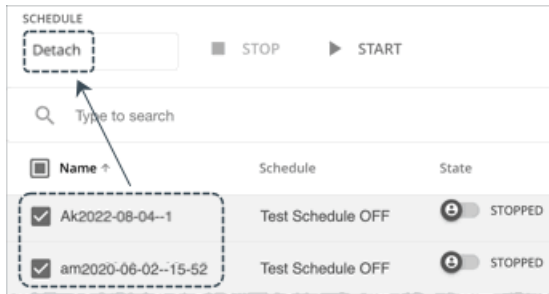 SCHEDULE
Detach STOP START
Type to search
Name Schedule State
Ak2022-08-04--1 Test Schedule OFF STOPPED
am2020-06-02--15-52 Test Schedule OFF STOPPED